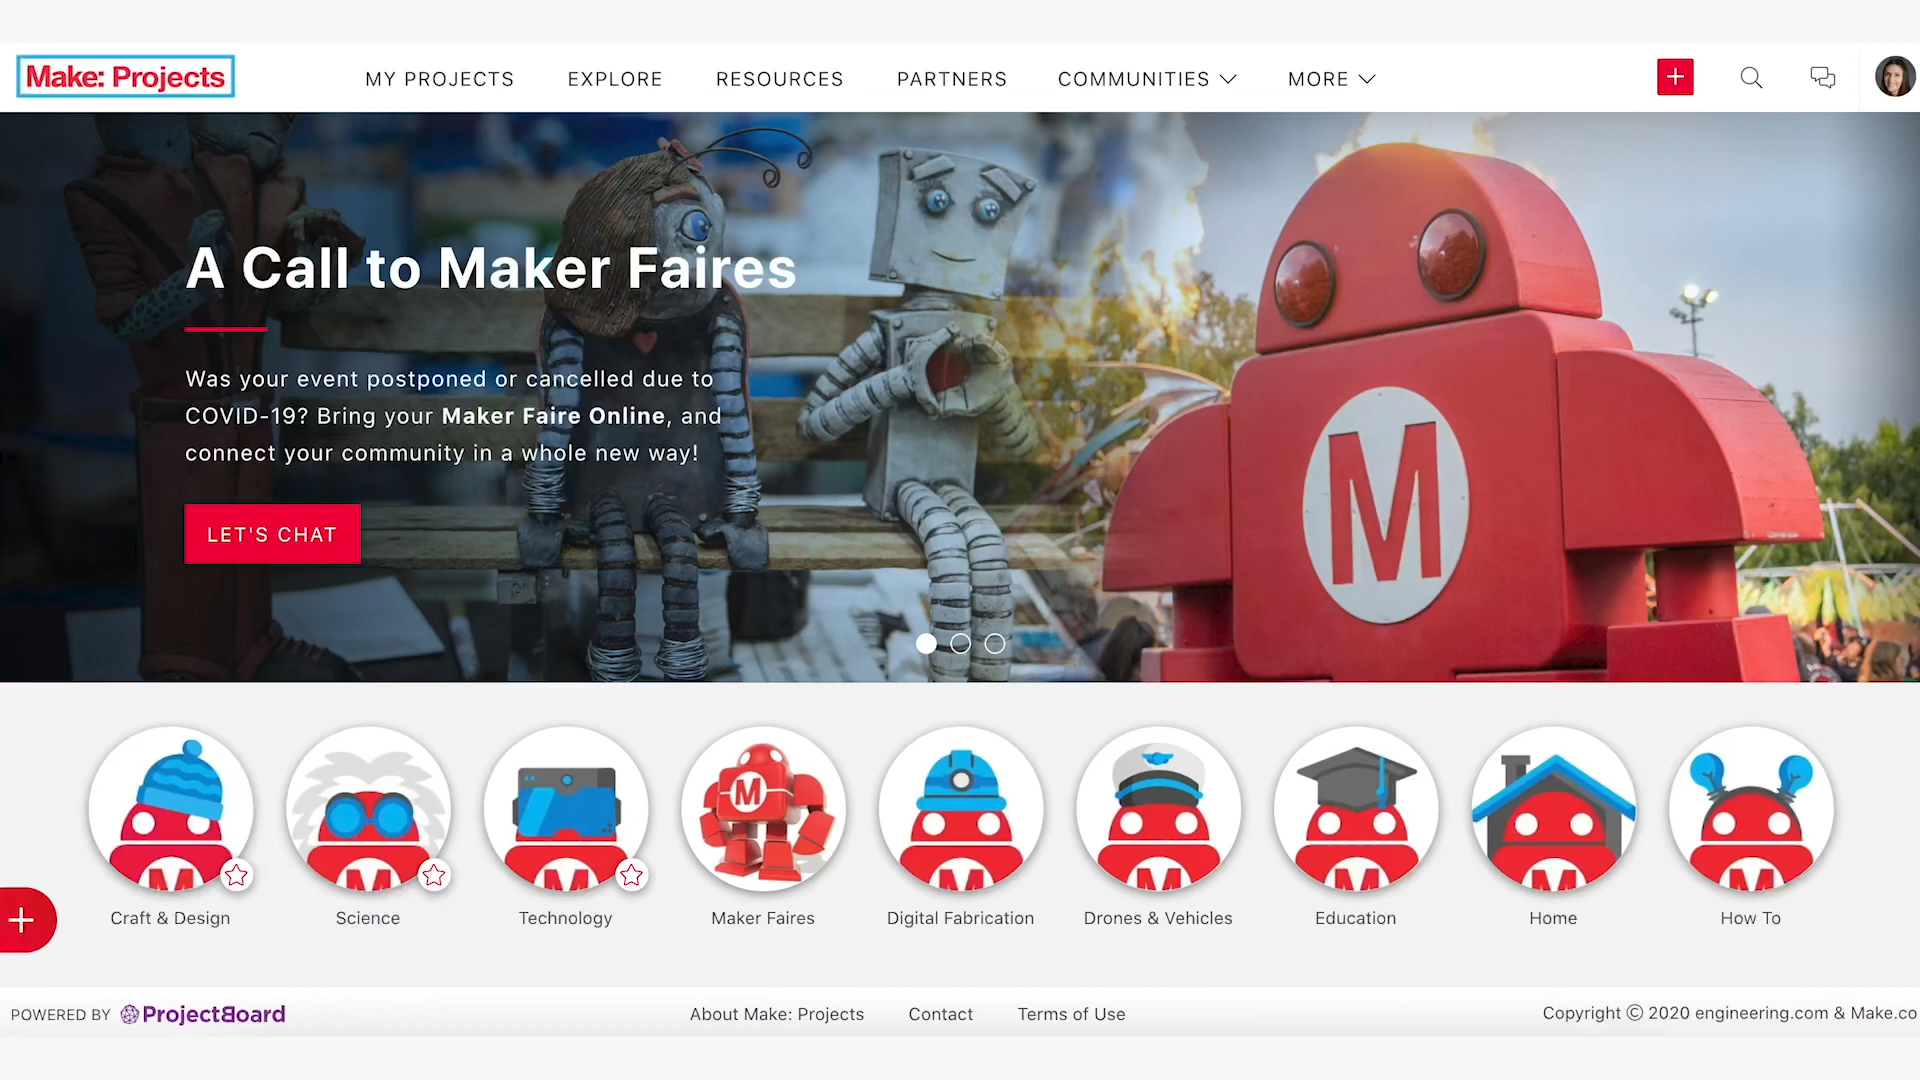 Make: Projects
MY PROJECTS
EXPLORE
RESOURCES
PARTNERS
COMMUNITIES
MORE
A Call to Maker Faires
Was your event postponed or cancelled due to
COVID-19? Bring your Maker Faire Online, and
connect your community in a whole new way!
LET'S CHAT
M
M
M
M
M
M
M
M
M
M
Craft & Design
Science
Technology
Maker Faires
Digital Fabrication
Drones & Vehicles
Education
Home
How To
POWERED BY ProjectBoard
About Make: Projects
Contact
Terms of Use
Copyright © 2020 engineering.com & Make.co